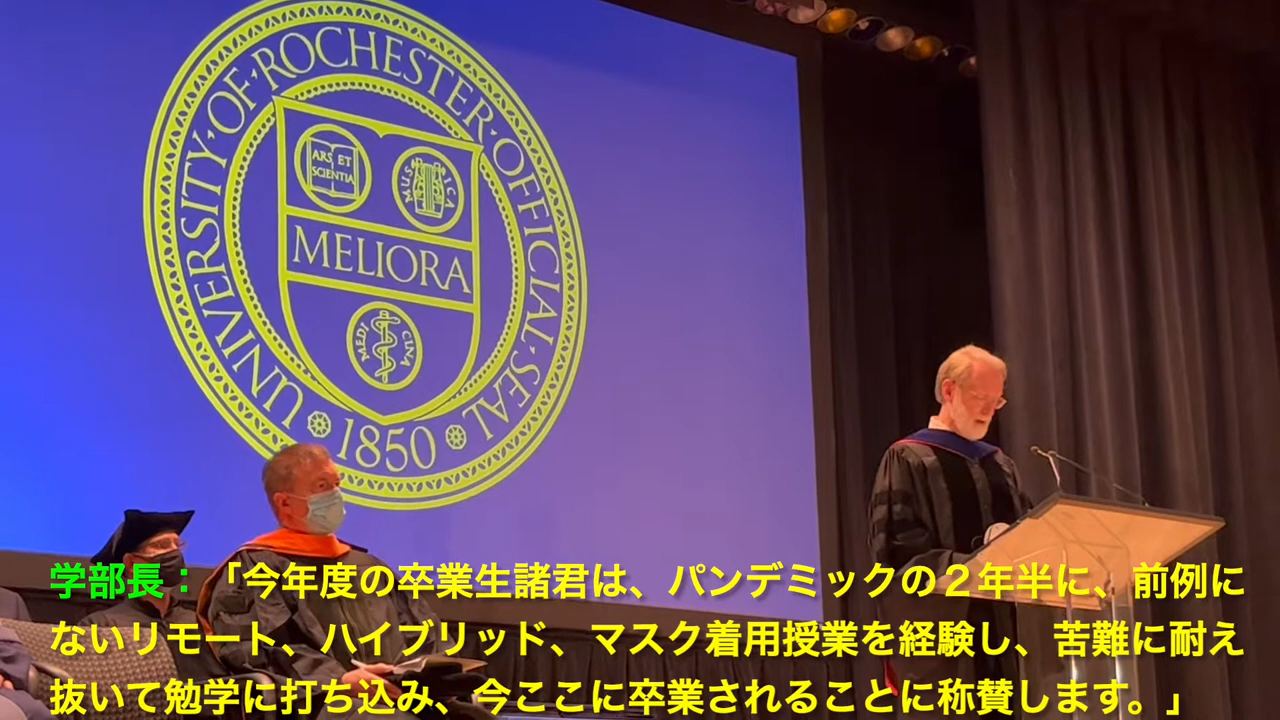 UNIVERSITY·OF·ROCHESTER·OFFICIAL·SEAL
ARS ET
SCIENTIA
MUSICA
MELIORA
MEDICINA
1850
学部長：「今年度の卒業生諸君は、パンデミックの２年半に、前例に
ないリモート、ハイブリッド、マスク着用授業を経験し、苦難に耐え
抜いて勉学に打ち込み、今ここに卒業されることに称賛します。」